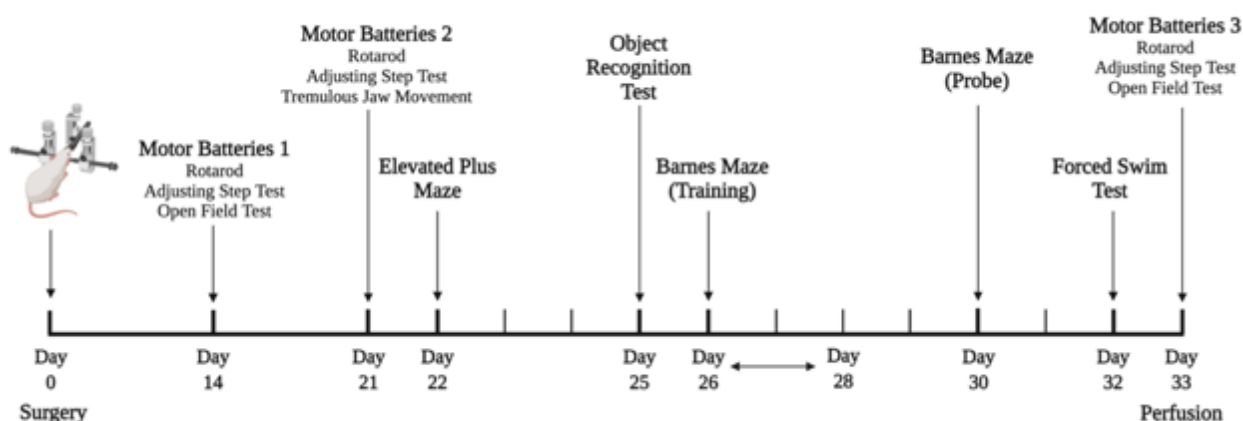 Motor Batteries 1
Rotarod
Adjusting Step Test
Open Field Test
Motor Batteries 2
Rotarod
Adjusting Step Test
Tremulous Jaw Movement
Elevated Plus
Maze
Object
Recognition
Test
Barnes Maze
(Training)
Barnes Maze
(Probe)
Forced Swim
Test
Motor Batteries 3
Rotarod
Adjusting Step Test
Open Field Test
Day
0
Surgery
Day
14
Day
21
Day
22
Day
25
Day
26
Day
28
Day
30
Day
32
Day
33
Perfusion